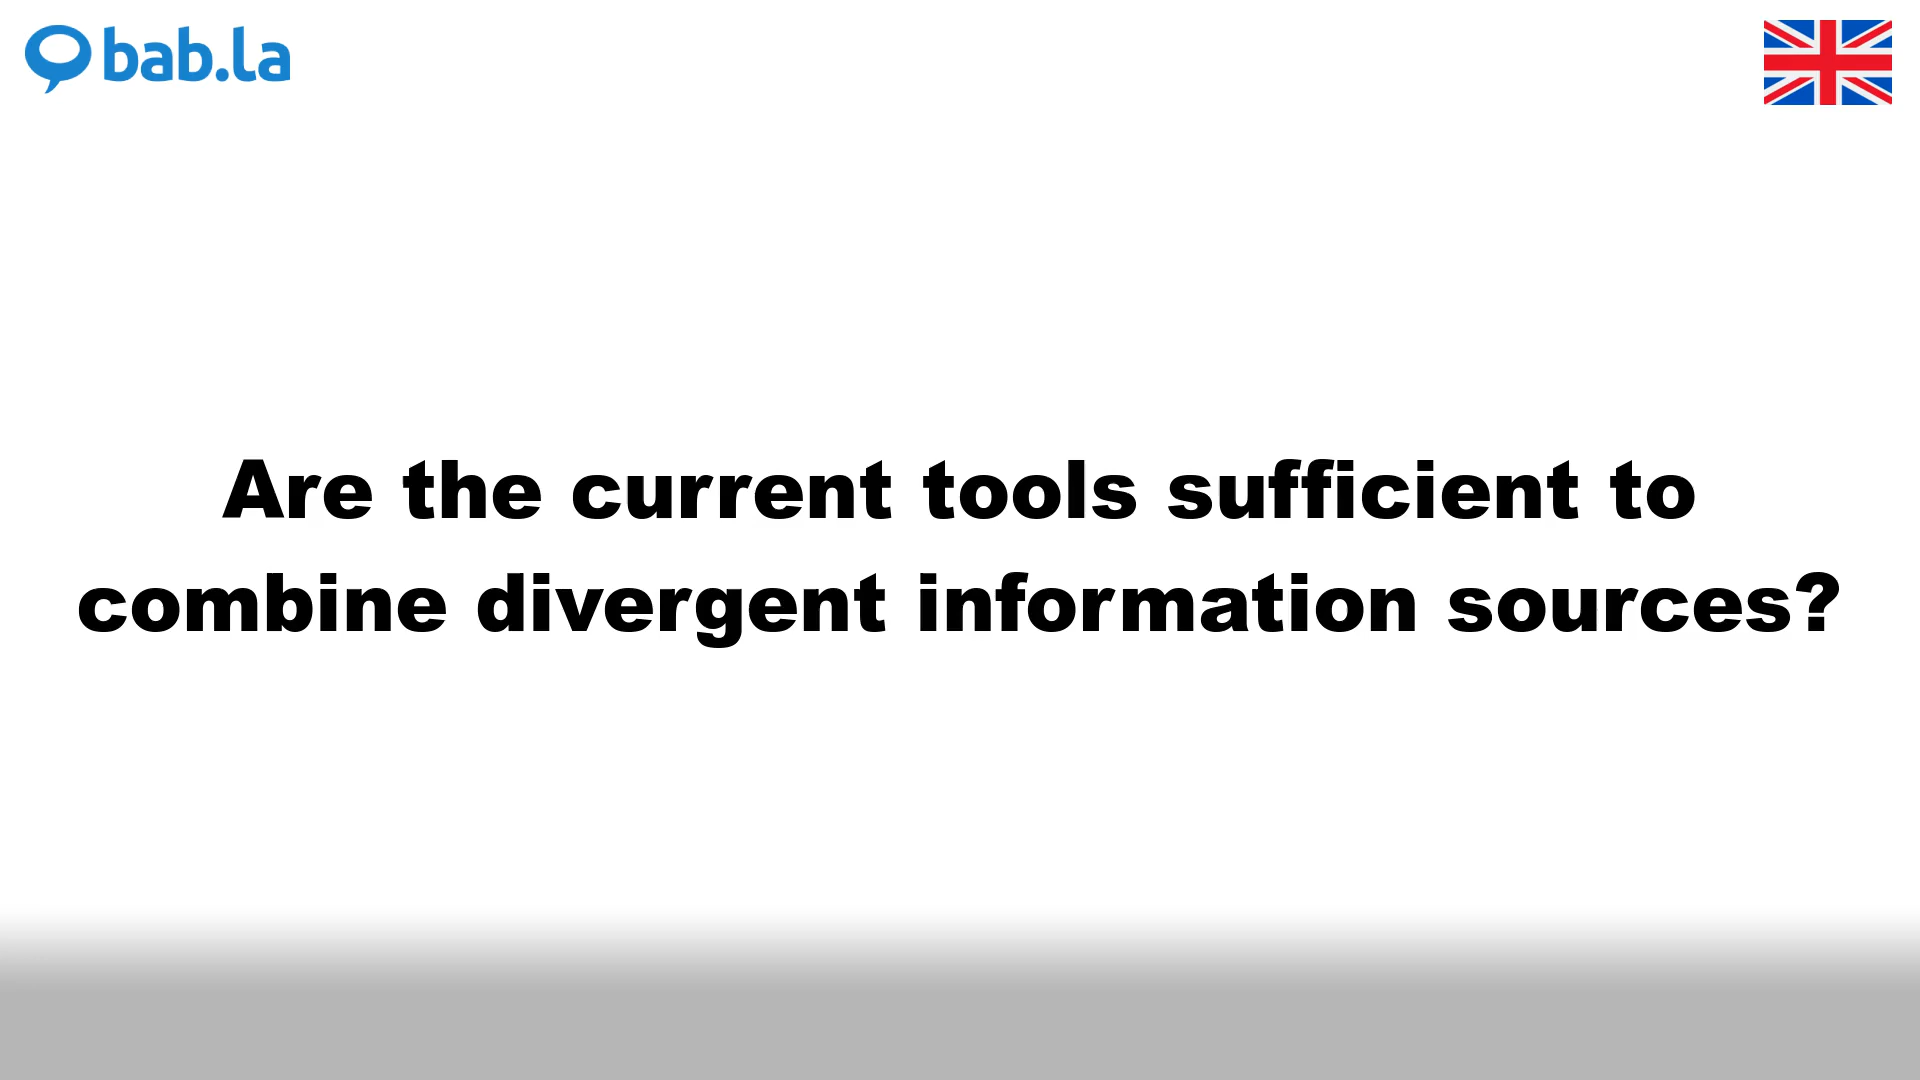 bab.la
Are the current tools sufficient to
combine divergent information sources?